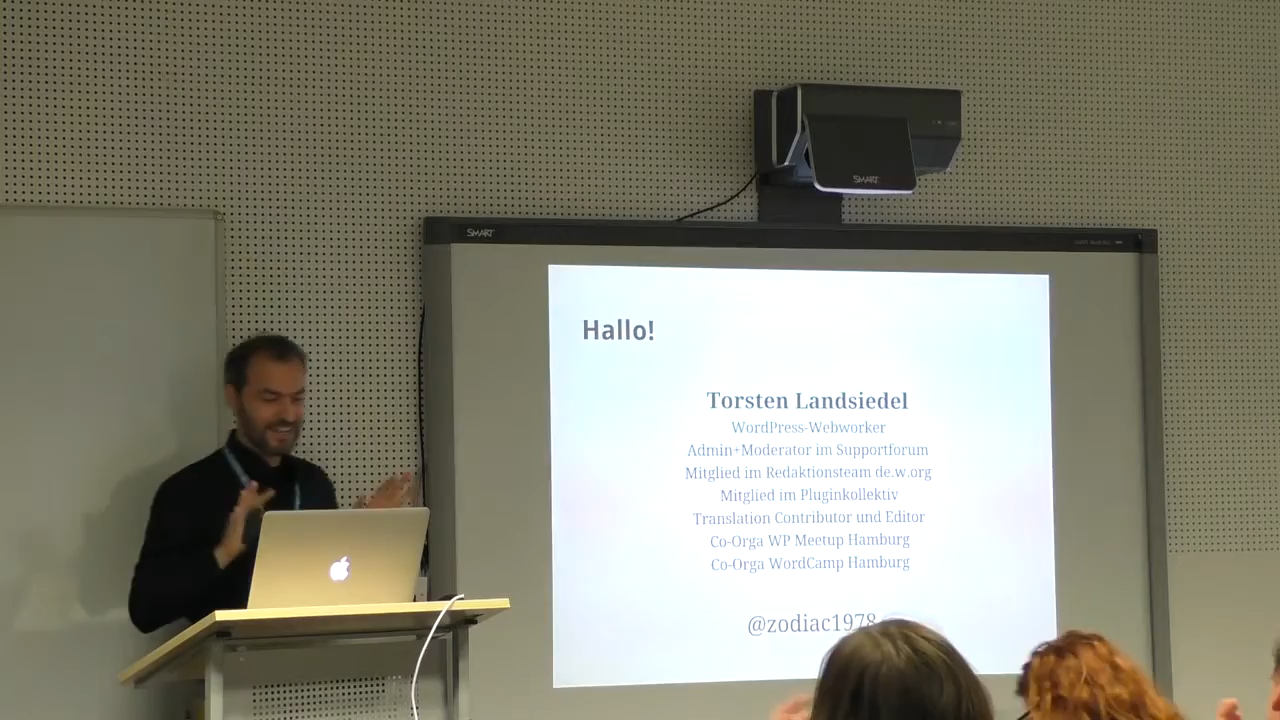 SMART
SMART
Hallo!
Torsten Landsiedel
WordPress-Webworker
Admin+Moderator im Supportforum
Mitglied im Redaktionsteam de.w.org
Mitglied im Pluginkollektiv
Translation Contributor und Editor
Co-Orga WP Meetup Hamburg
Co-Orga WordCamp Hamburg
@zodiac1978